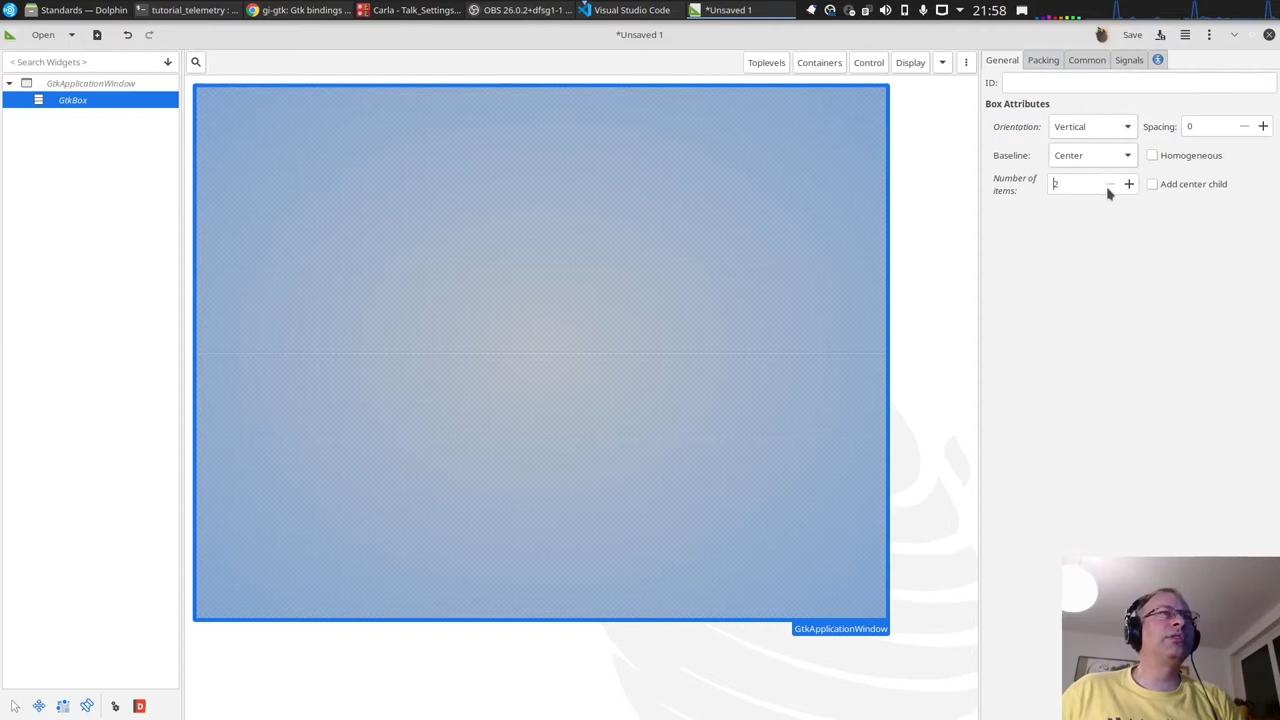 Standards — Dolphin
tutorial_telemetry : ...
gi-gtk: Gtk bindings ...
Carla - Talk_Settings...
OBS 26.0.2+dfsg1-1 ...
Visual Studio Code
*Unsaved 1
21:58
Open
*Unsaved 1
Save
< Search Widgets >
Toplevels
Containers
Control
Display
General
Packing
Common
Signals
GtkApplicationWindow
ID:
GtkBox
Box Attributes
Orientation:
Vertical
Spacing:
0
Baseline:
Center
Homogeneous
Number of
items:
2
Add center child
GtkApplicationWindow
D